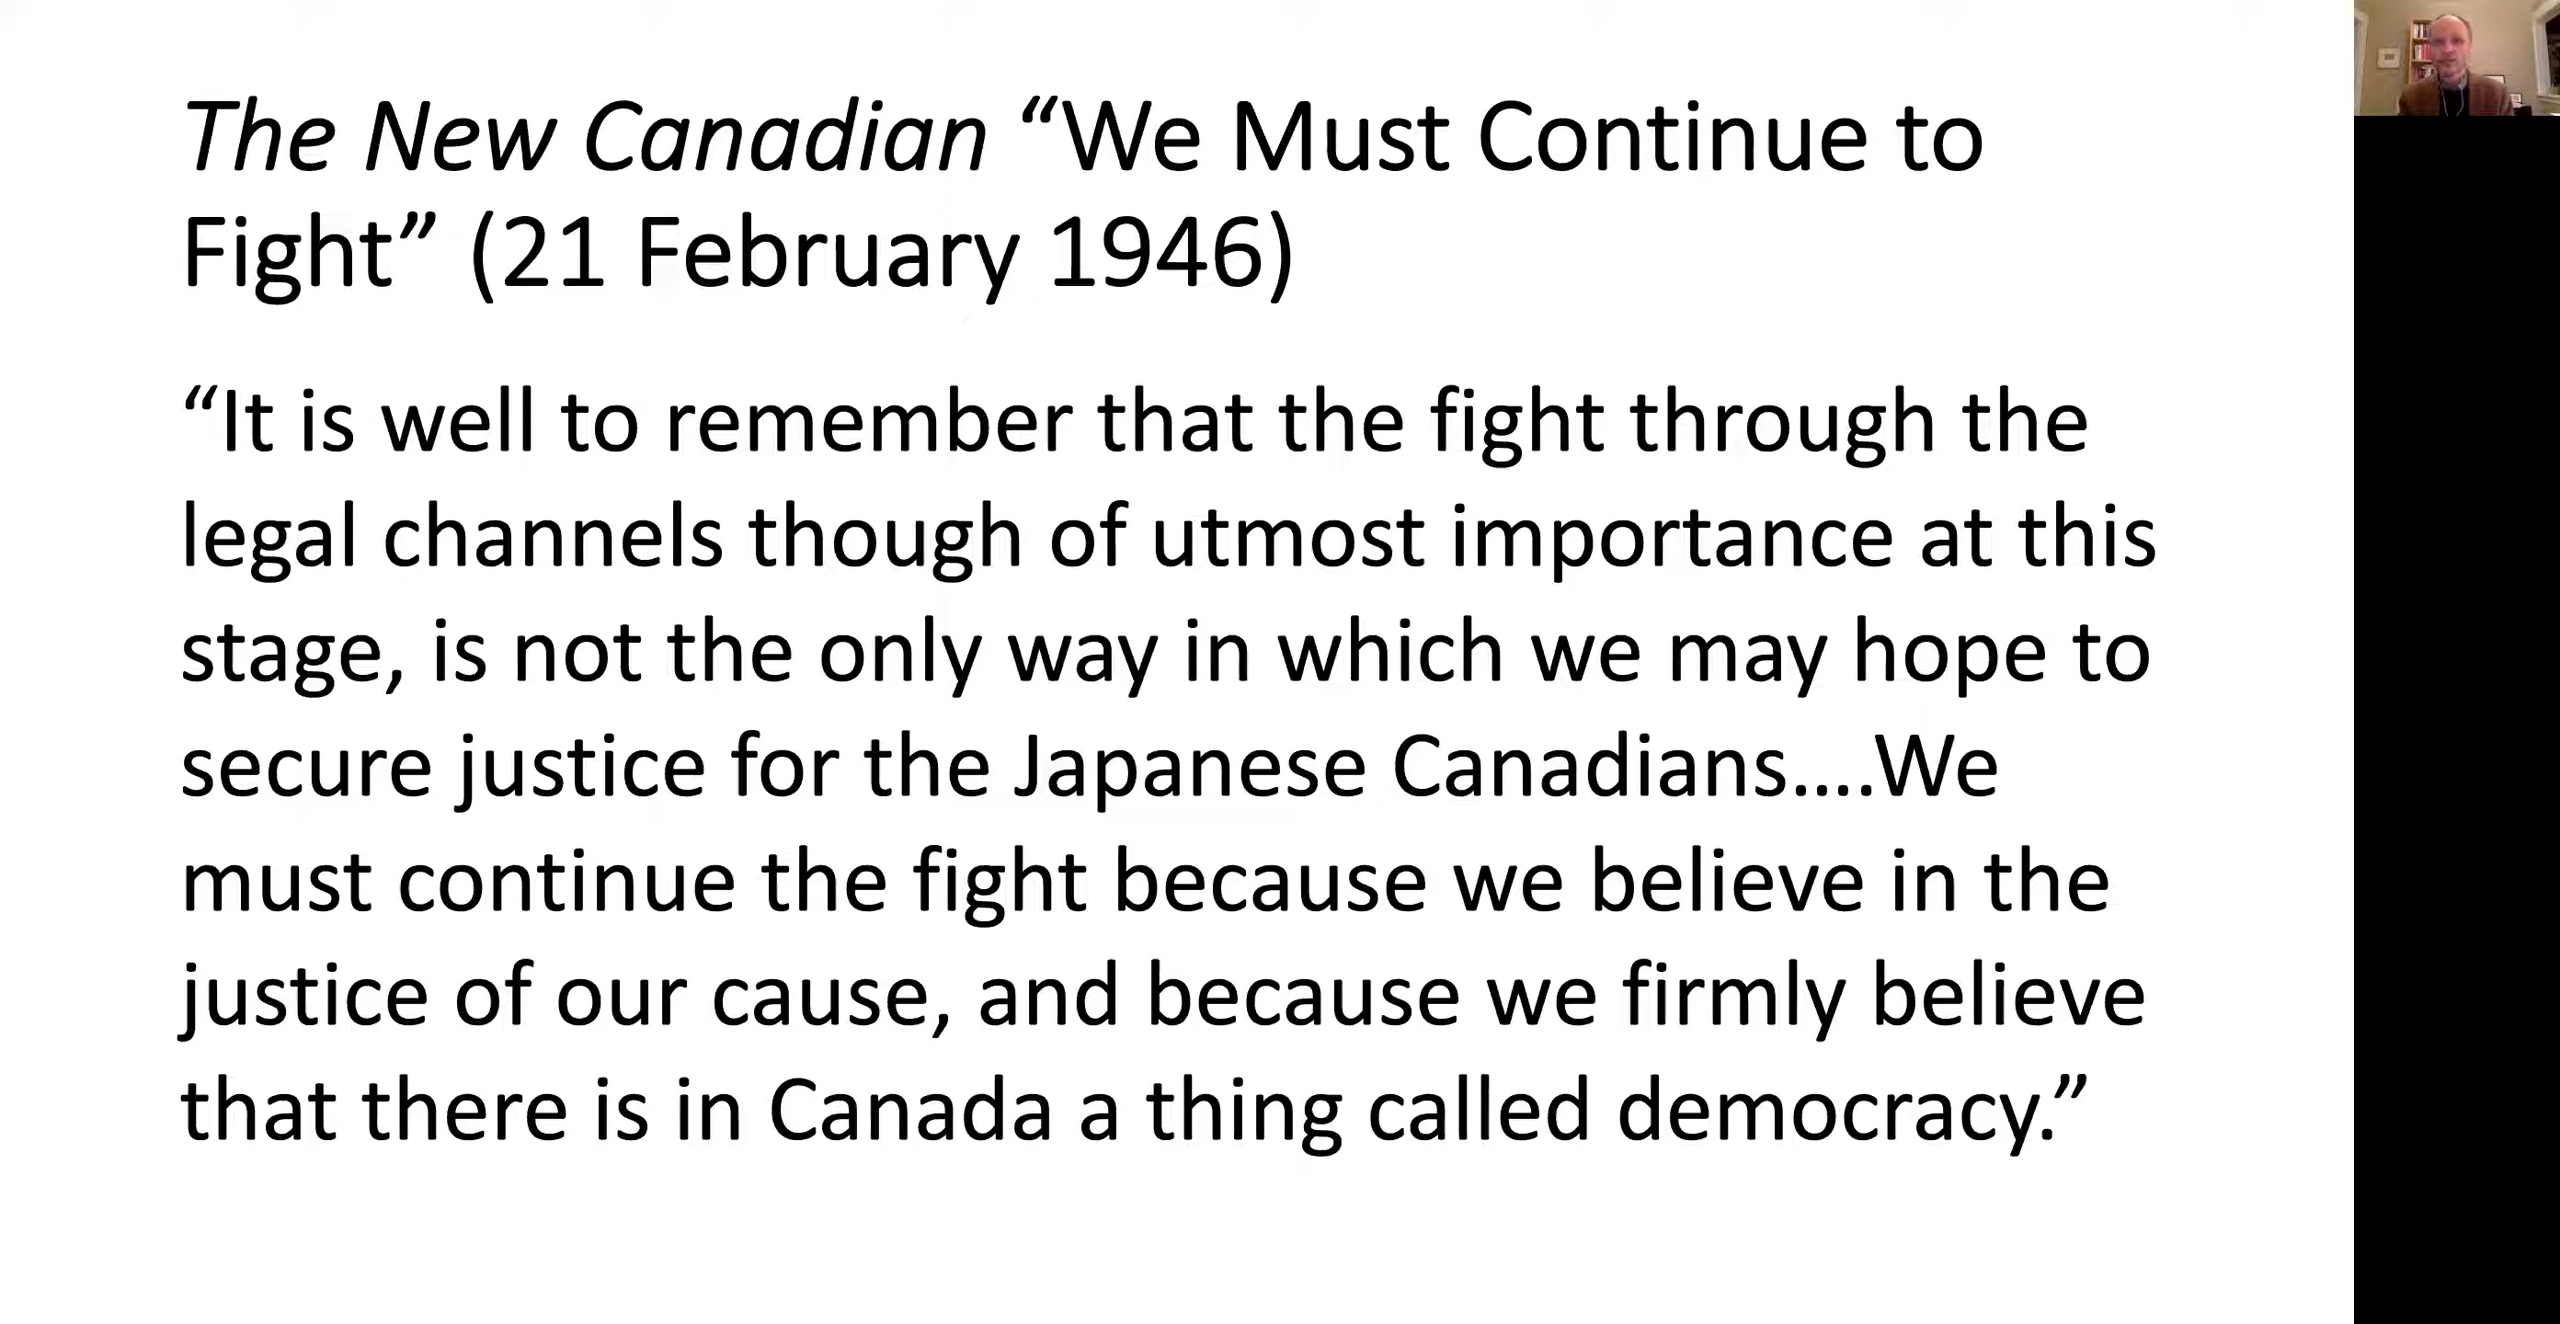 The New Canadian “We Must Continue to
Fight” (21 February 1946)
“It is well to remember that the fight through the
legal channels though of utmost importance at this
stage, is not the only way in which we may hope to
secure justice for the Japanese Canadians....We
must continue the fight because we believe in the
justice of our cause, and because we firmly believe
that there is in Canada a thing called democracy.”